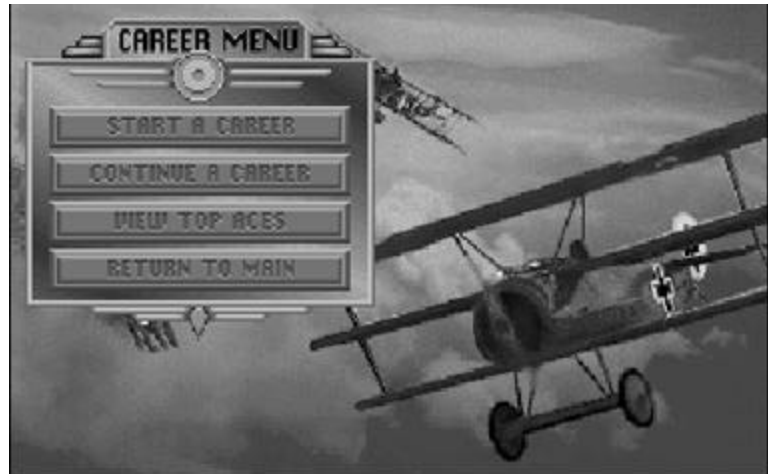 CAREER MENU
START A CAREER
CONTINUE A CAREER
VIEW TOP ACES
RETURN TO MAIN